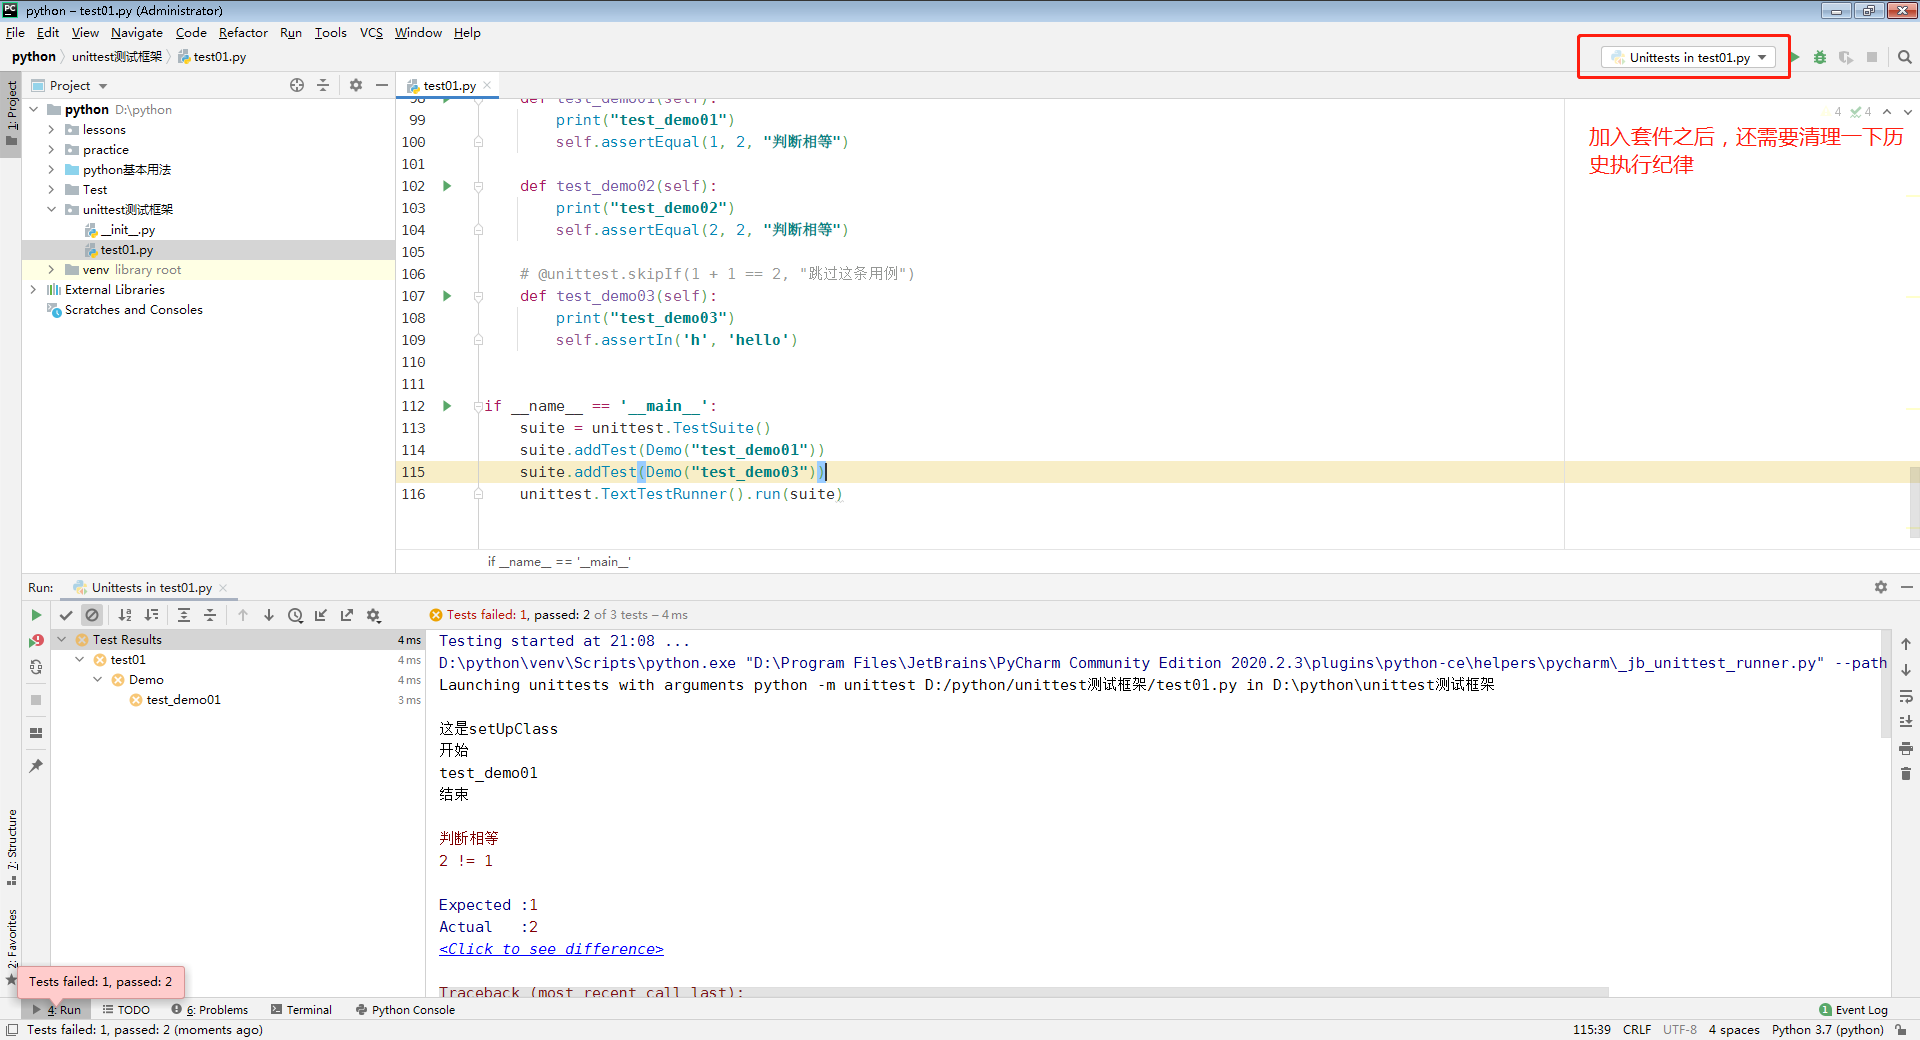 python – test01.py (Administrator)
File Edit View Navigate Code Refactor Run Tools VCS Window Help
python unittest测试框架 test01.py
Unittests in test01.py
1: Project
Project
test01.py
python D:\python
lessons
practice
python基本用法
Test
unittest测试框架
__init__.py
test01.py
venv library root
External Libraries
Scratches and Consoles
98 def test_demo01(self):
99 print("test_demo01")
100 self.assertEqual(1, 2, "判断相等")
101
102 def test_demo02(self):
103 print("test_demo02")
104 self.assertEqual(2, 2, "判断相等")
105
106 # @unittest.skipIf(1 + 1 == 2, "跳过这条用例")
107 def test_demo03(self):
108 print("test_demo03")
109 self.assertIn('h', 'hello')
110
111
112 if __name__ == '__main__':
113 suite = unittest.TestSuite()
114 suite.addTest(Demo("test_demo01"))
115 suite.addTest(Demo("test_demo03"))
116 unittest.TextTestRunner().run(suite)
4 4
加入套件之后，还需要清理一下历
史执行纪律
if __name__ == '__main__'
Run: Unittests in test01.py
Tests failed: 1, passed: 2 of 3 tests – 4 ms
Test Results 4 ms
test01 4 ms
Demo 4 ms
test_demo01 3 ms
Testing started at 21:08 ...
D:\python\venv\Scripts\python.exe "D:\Program Files\JetBrains\PyCharm Community Edition 2020.2.3\plugins\python-ce\helpers\pycharm\_jb_unittest_runner.py" --path
Launching unittests with arguments python -m unittest D:/python/unittest测试框架/test01.py in D:\python\unittest测试框架
这是setUpClass
开始
test_demo01
结束
判断相等
2 != 1
Expected :1
Actual :2
<Click to see difference>
Traceback (most recent call last):
7: Structure
2: Favorites
Tests failed: 1, passed: 2
4: Run TODO 6: Problems Terminal Python Console
1 Event Log
Tests failed: 1, passed: 2 (moments ago)
115:39 CRLF UTF-8 4 spaces Python 3.7 (python)